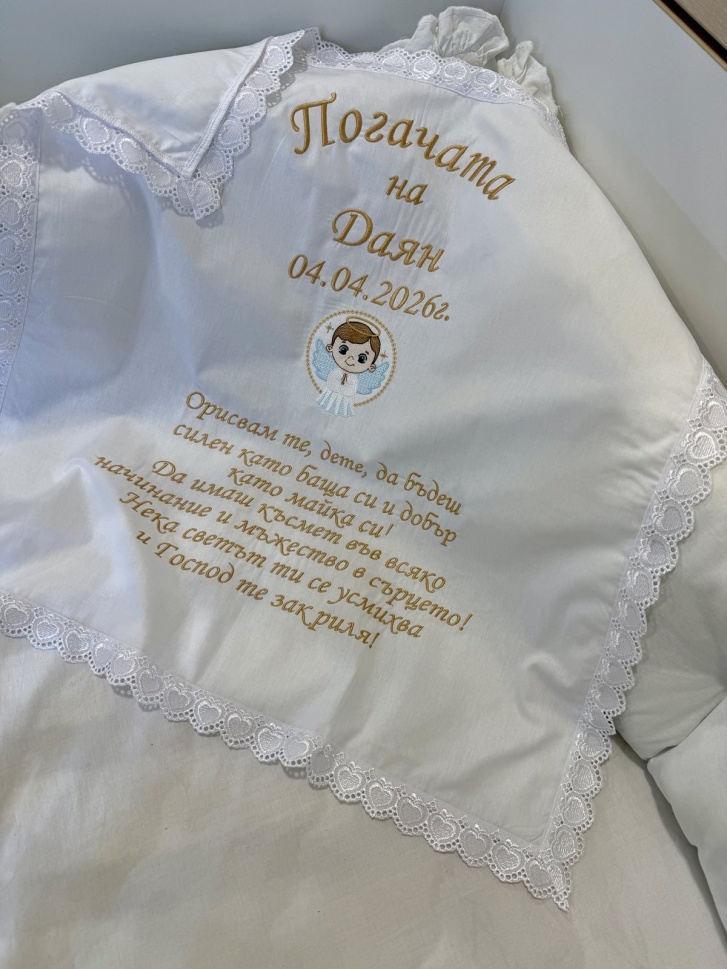 Погачата
на
Даян
04.04.2026г.
Орисвам те, дете, да бъдеш
силен като баща си и добър
като майка си!
Да имаш късмет във всяко
начинание и мъжество в сърцето!
Нека светът ти се усмихва
и Господ те закриля!